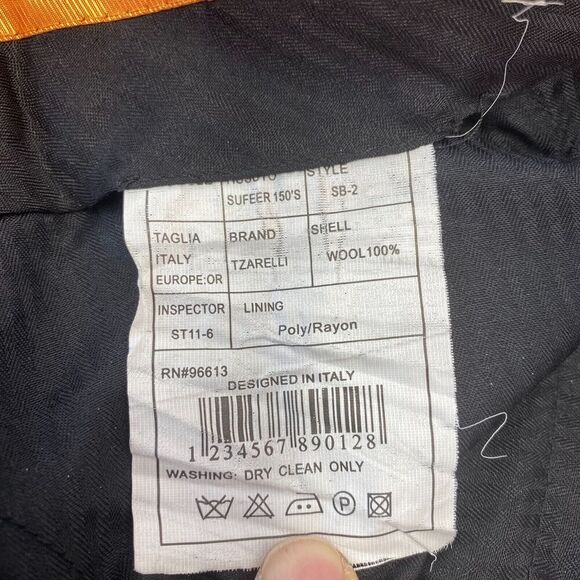 STYLE
SUFEER 150'S SB-2
TAGLIA BRAND SHELL
ITALY TZARELLI WOOL100%
EUROPE:OR
INSPECTOR LINING
ST11-6 Poly/Rayon
RN#96613
DESIGNED IN ITALY
1 234567 890128
WASHING: DRY CLEAN ONLY
P